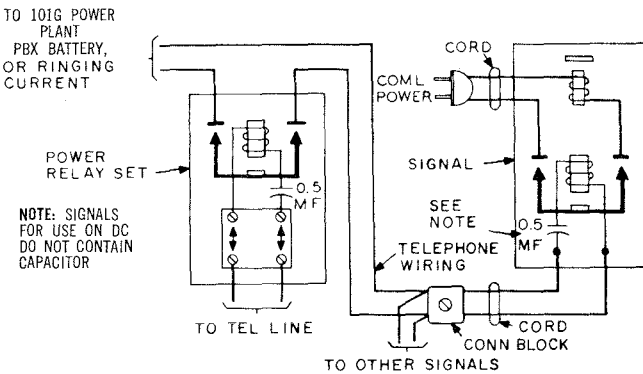 TO 101G POWER
PLANT
PBX BATTERY,
OR RINGING
CURRENT
CORD
COML
POWER
POWER
RELAY SET
0.5
MF
SIGNAL
NOTE: SIGNALS
FOR USE ON DC
DO NOT CONTAIN
CAPACITOR
SEE
NOTE
0.5
MF
TELEPHONE
WIRING
TO TEL LINE
CORD
CONN BLOCK
TO OTHER SIGNALS